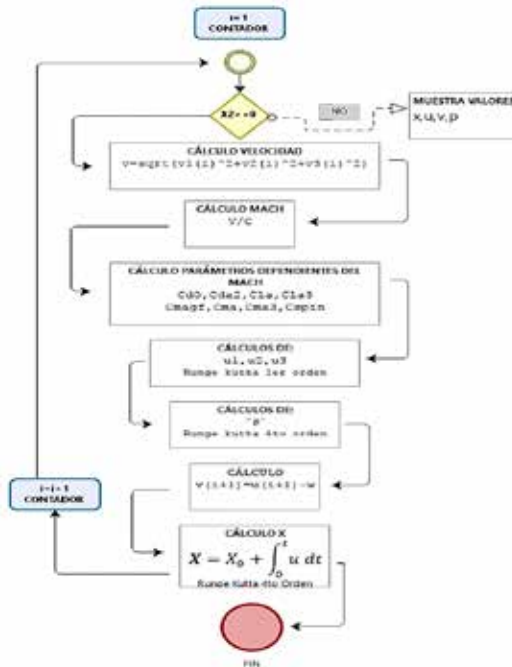 i=1
CONTADOR
X2>=0
NO
MUESTRA VALORES
x,u,v,p
CÁLCULO VELOCIDAD
V=sqrt(v1(i)^2+v2(i)^2+v3(i)^2)
CÁLCULO MACH
V/C
CÁLCULO PARÁMETROS DEPENDIENTES DEL
MACH
Cd0,Cda2,Cla,Cla3
Cmagf,Cma,Cma3,Cspin
CÁLCULOS DE:
u1,u2,u3
Runge kutta 1er orden
CÁLCULOS DE:
Runge kutta 4to orden
CÁLCULO
V(i+1)=u(i+1)-w
i=i+1
CONTADOR
CÁLCULO X
X = X₀ + ∫₀ᵗ u dt
Runge Kutta 4to Orden
FIN